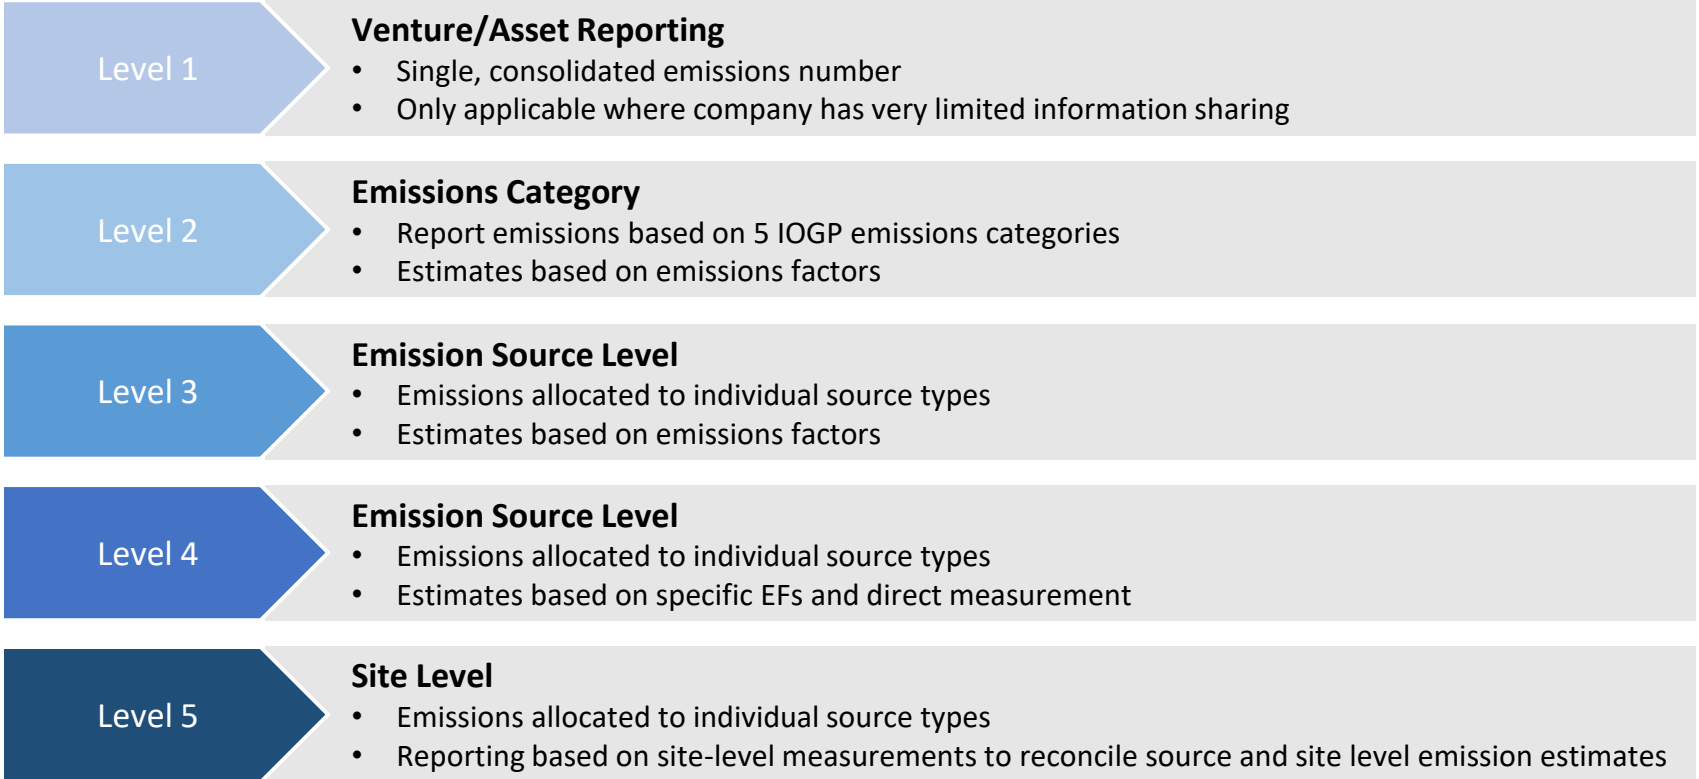 Level 1
Venture/Asset Reporting
• Single, consolidated emissions number
• Only applicable where company has very limited information sharing
Level 2
Emissions Category
• Report emissions based on 5 IOGP emissions categories
• Estimates based on emissions factors
Level 3
Emission Source Level
• Emissions allocated to individual source types
• Estimates based on emissions factors
Level 4
Emission Source Level
• Emissions allocated to individual source types
• Estimates based on specific EFs and direct measurement
Level 5
Site Level
• Emissions allocated to individual source types
• Reporting based on site-level measurements to reconcile source and site level emission estimates